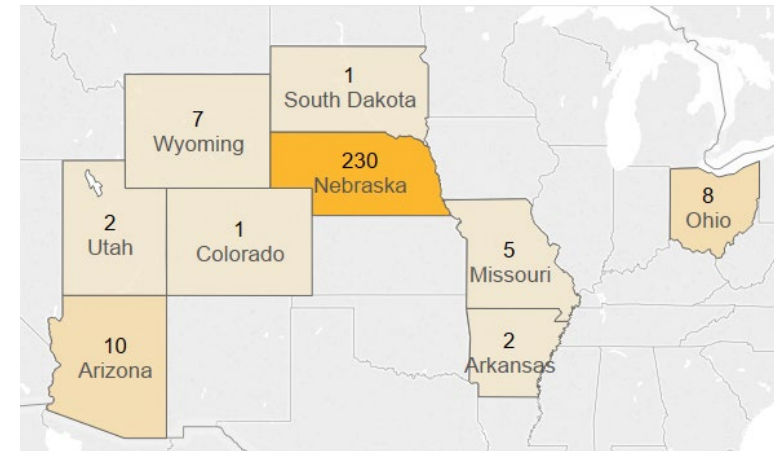 1
South Dakota
7
Wyoming
230
Nebraska
8
Ohio
2
Utah
1
Colorado
5
Missouri
10
Arizona
2
Arkansas